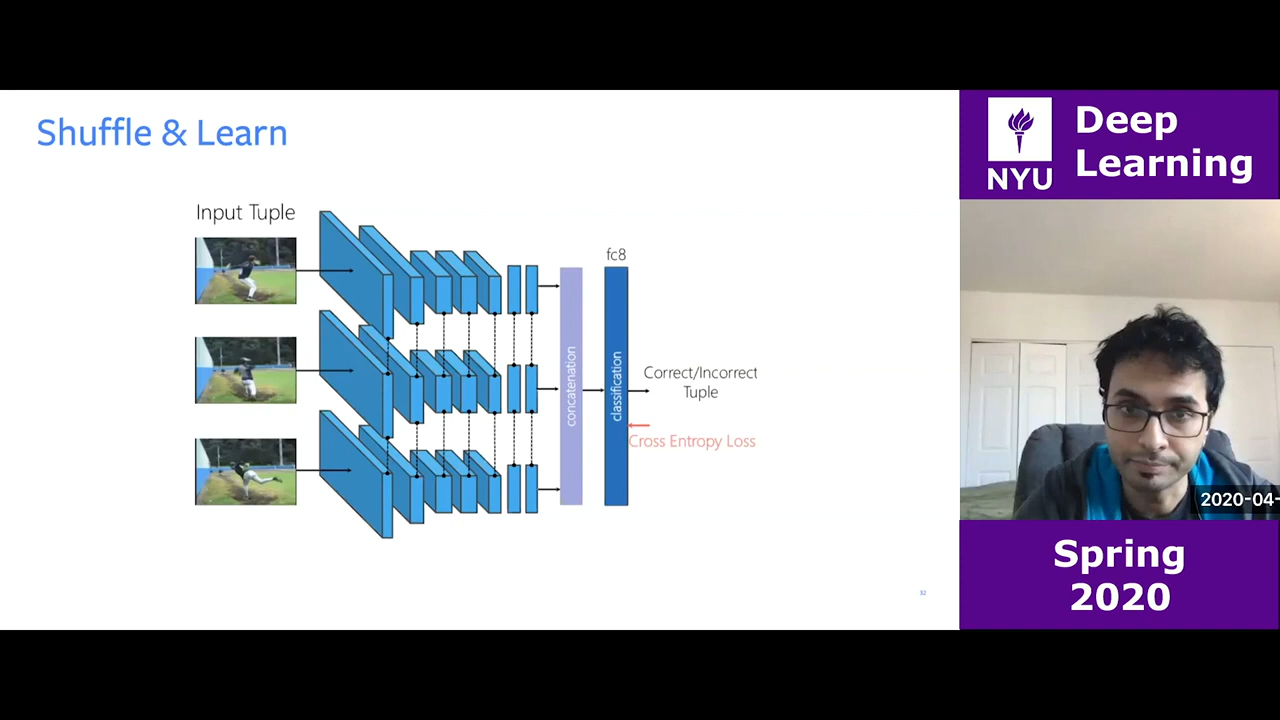 Shuffle & Learn
Input Tuple
fc8
concatenation
classification
Correct/Incorrect
Tuple
Cross Entropy Loss
32
NYU
Deep
Learning
2020-04-
Spring
2020